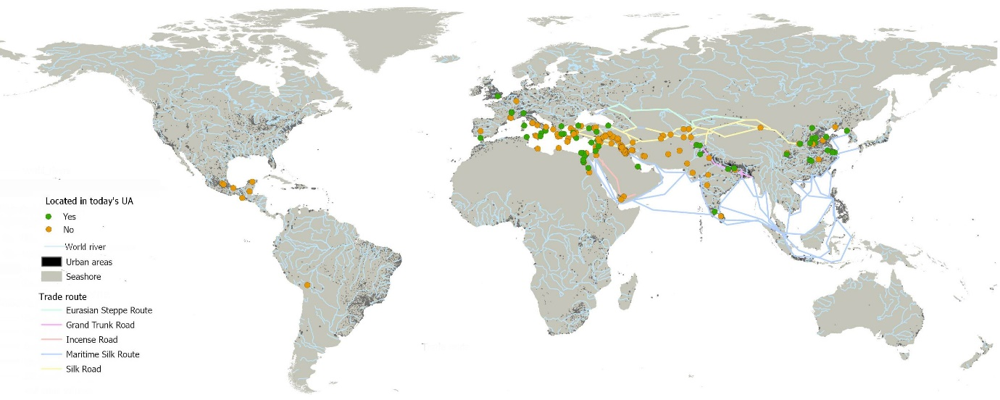 Located in today's UA
Yes
No
World river
Urban areas
Seashore
Trade route
Eurasian Steppe Route
Grand Trunk Road
Incense Road
Maritime Silk Route
Silk Road